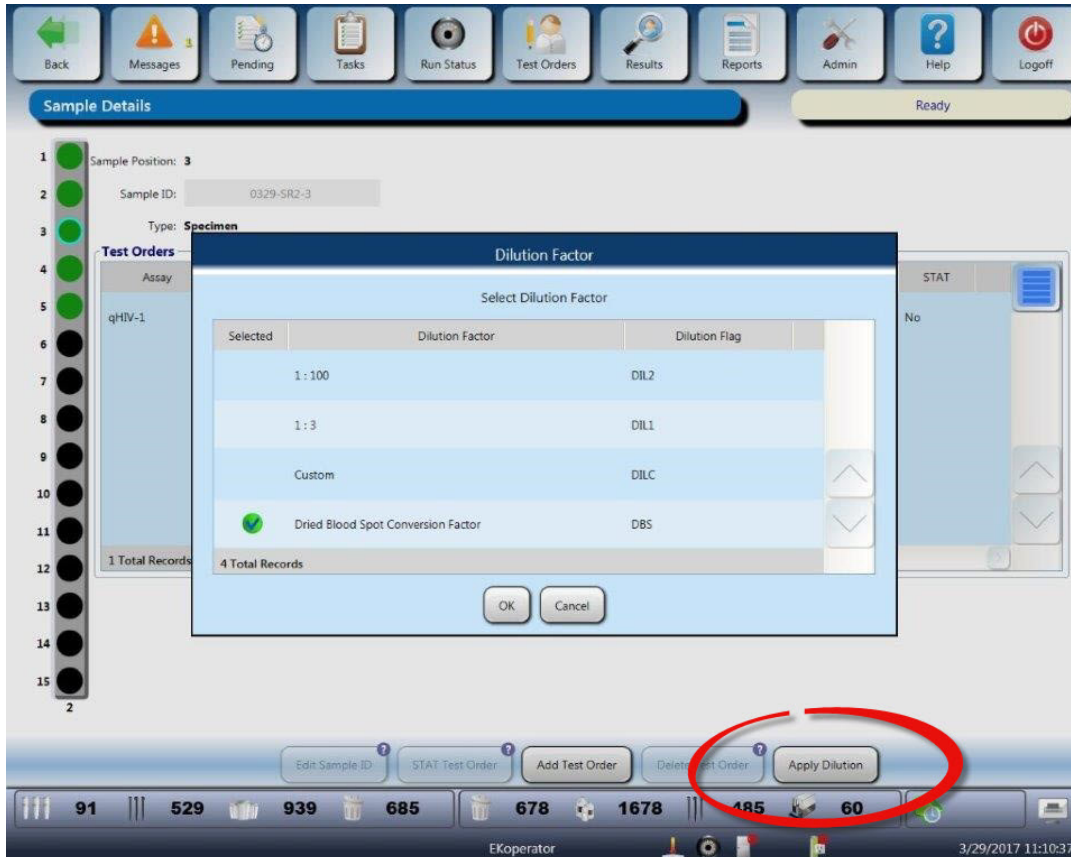 Back
Messages
3
Pending
Tasks
Run Status
Test Orders
Results
Reports
Admin
?
Help
Logoff
Sample Details
Ready
1
Sample Position: 3
2
Sample ID: 0329-SR2-3
3
Type: Specimen
Test Orders
4
Assay
STAT
5
qHIV-1
No
6
7
8
9
10
11
12
13
14
15
2
1 Total Records
Dilution Factor
Select Dilution Factor
Selected Dilution Factor Dilution Flag
1 : 100 DIL2
1 : 3 DIL1
Custom DILC
Dried Blood Spot Conversion Factor DBS
4 Total Records
OK Cancel
Edit Sample ID ? STAT Test Order ? Add Test Order Delete Test Order ? Apply Dilution
91 529 939 685 678 1678 485 60
EKoperator 3/29/2017 11:10:37